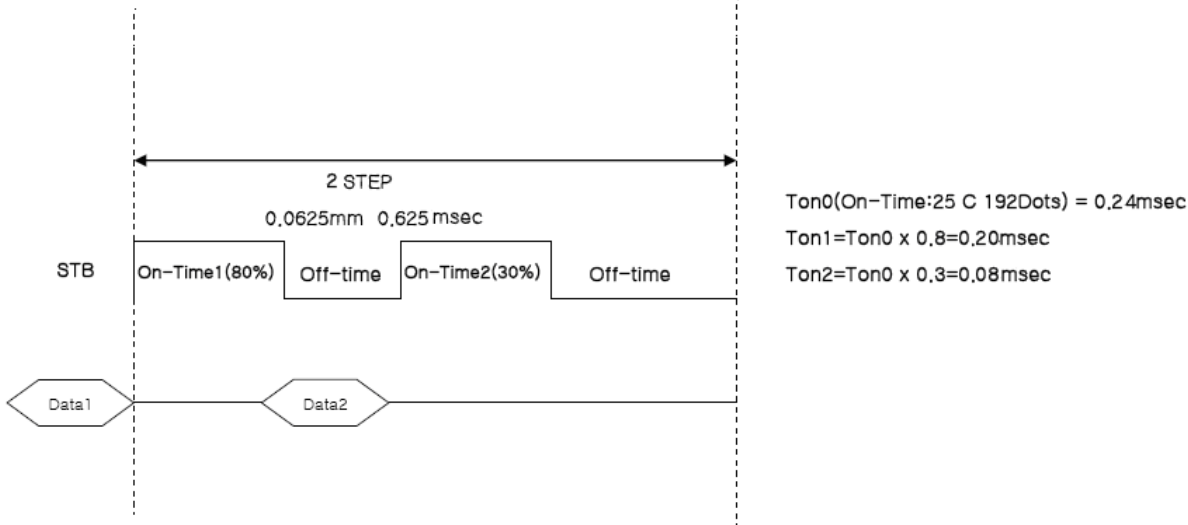 2 STEP
0.0625mm 0.625 msec
STB
On-Time1(80%)
Off-time
On-Time2(30%)
Off-time
Data1
Data2
Ton0(On-Time:25 C 192Dots) = 0.24msec
Ton1=Ton0 x 0.8=0.20msec
Ton2=Ton0 x 0.3=0.08msec